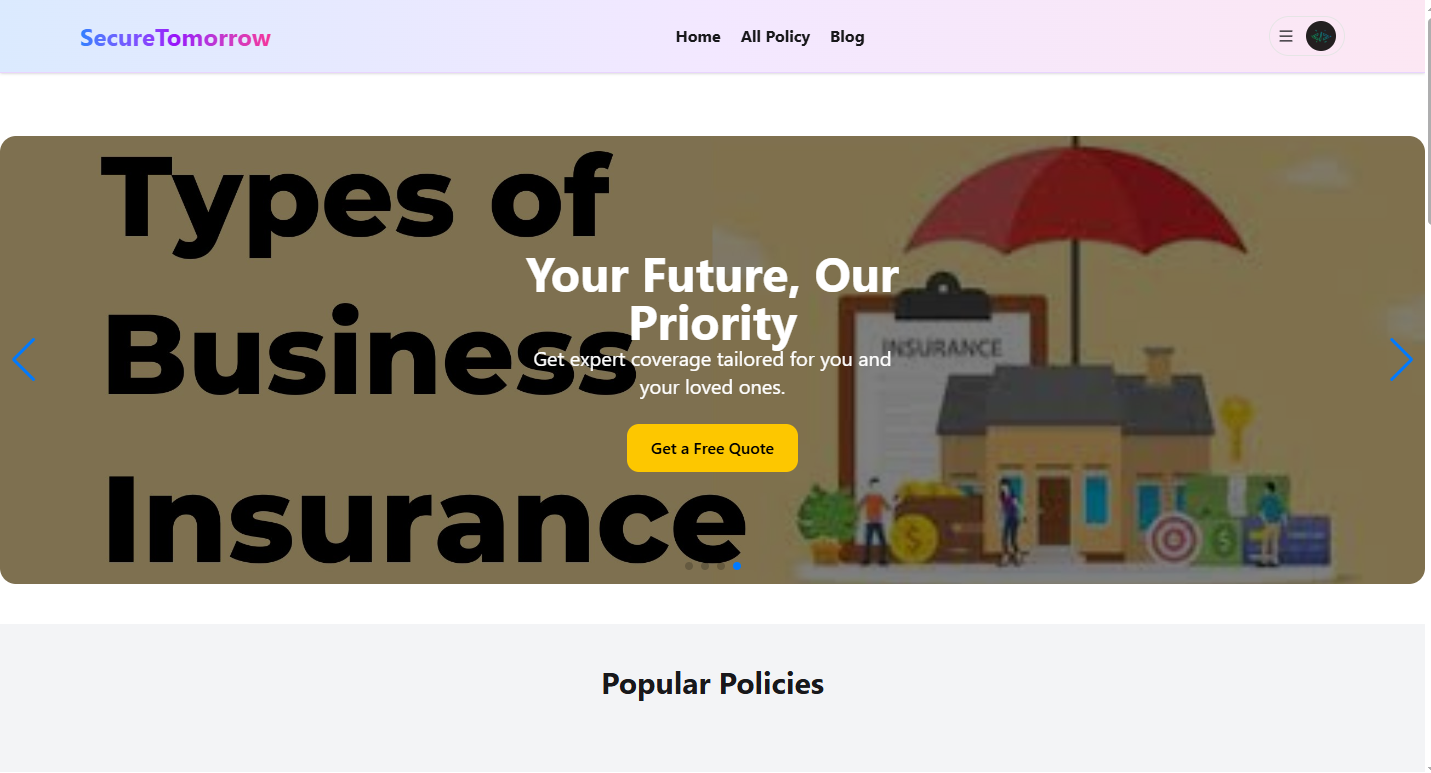 SecureTomorrow
Home All Policy Blog
Types of
Business
Insurance
Your Future, Our
Priority
Get expert coverage tailored for you and
your loved ones.
Get a Free Quote
INSURANCE
Popular Policies